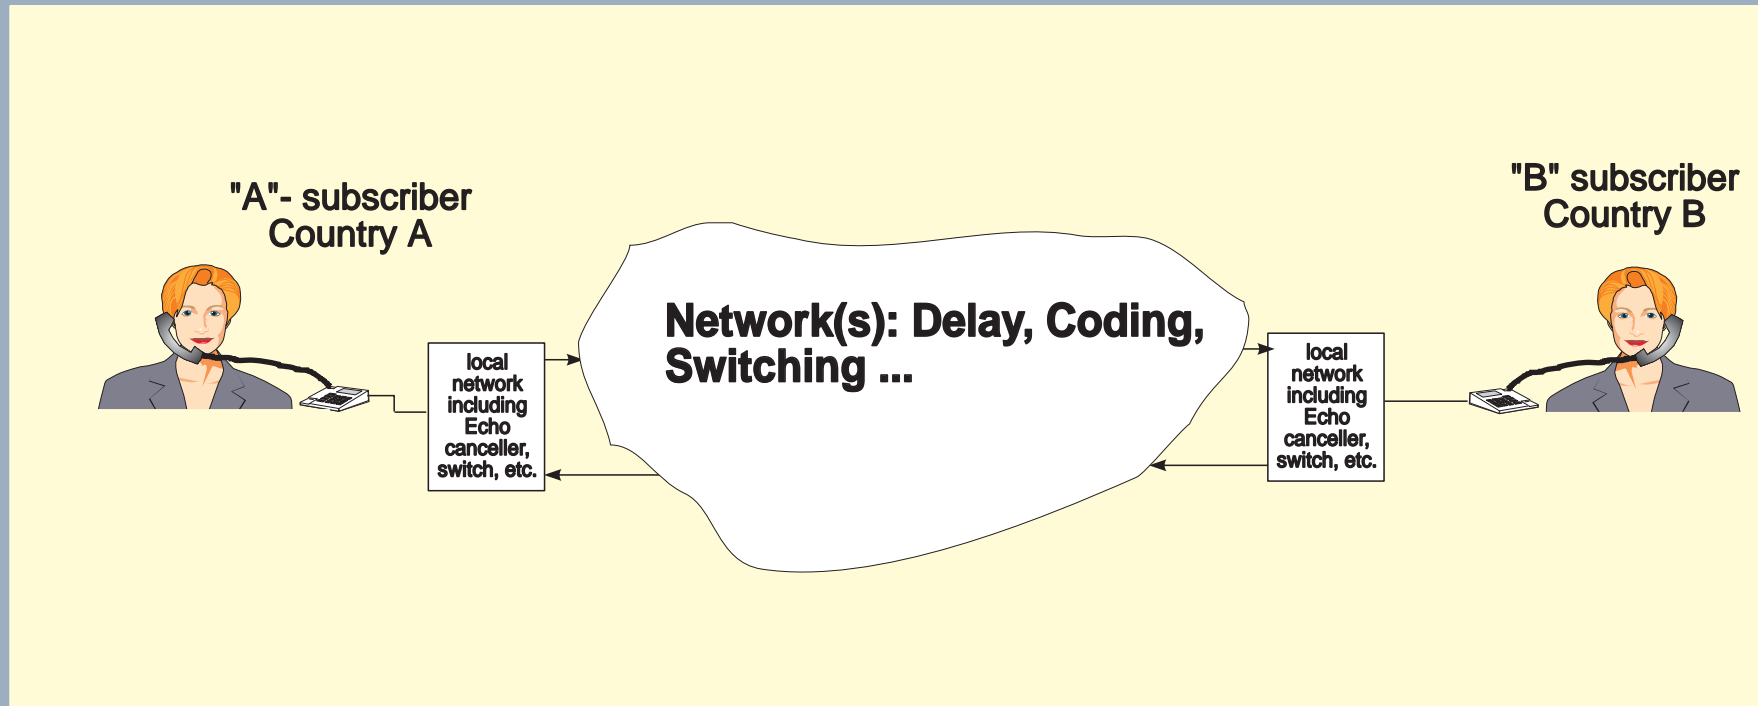 "A"- subscriber
Country A
"B" subscriber
Country B
Network(s): Delay, Coding,
Switching ...
local
network
including
Echo
canceller,
switch, etc.
local
network
including
Echo
canceller,
switch, etc.